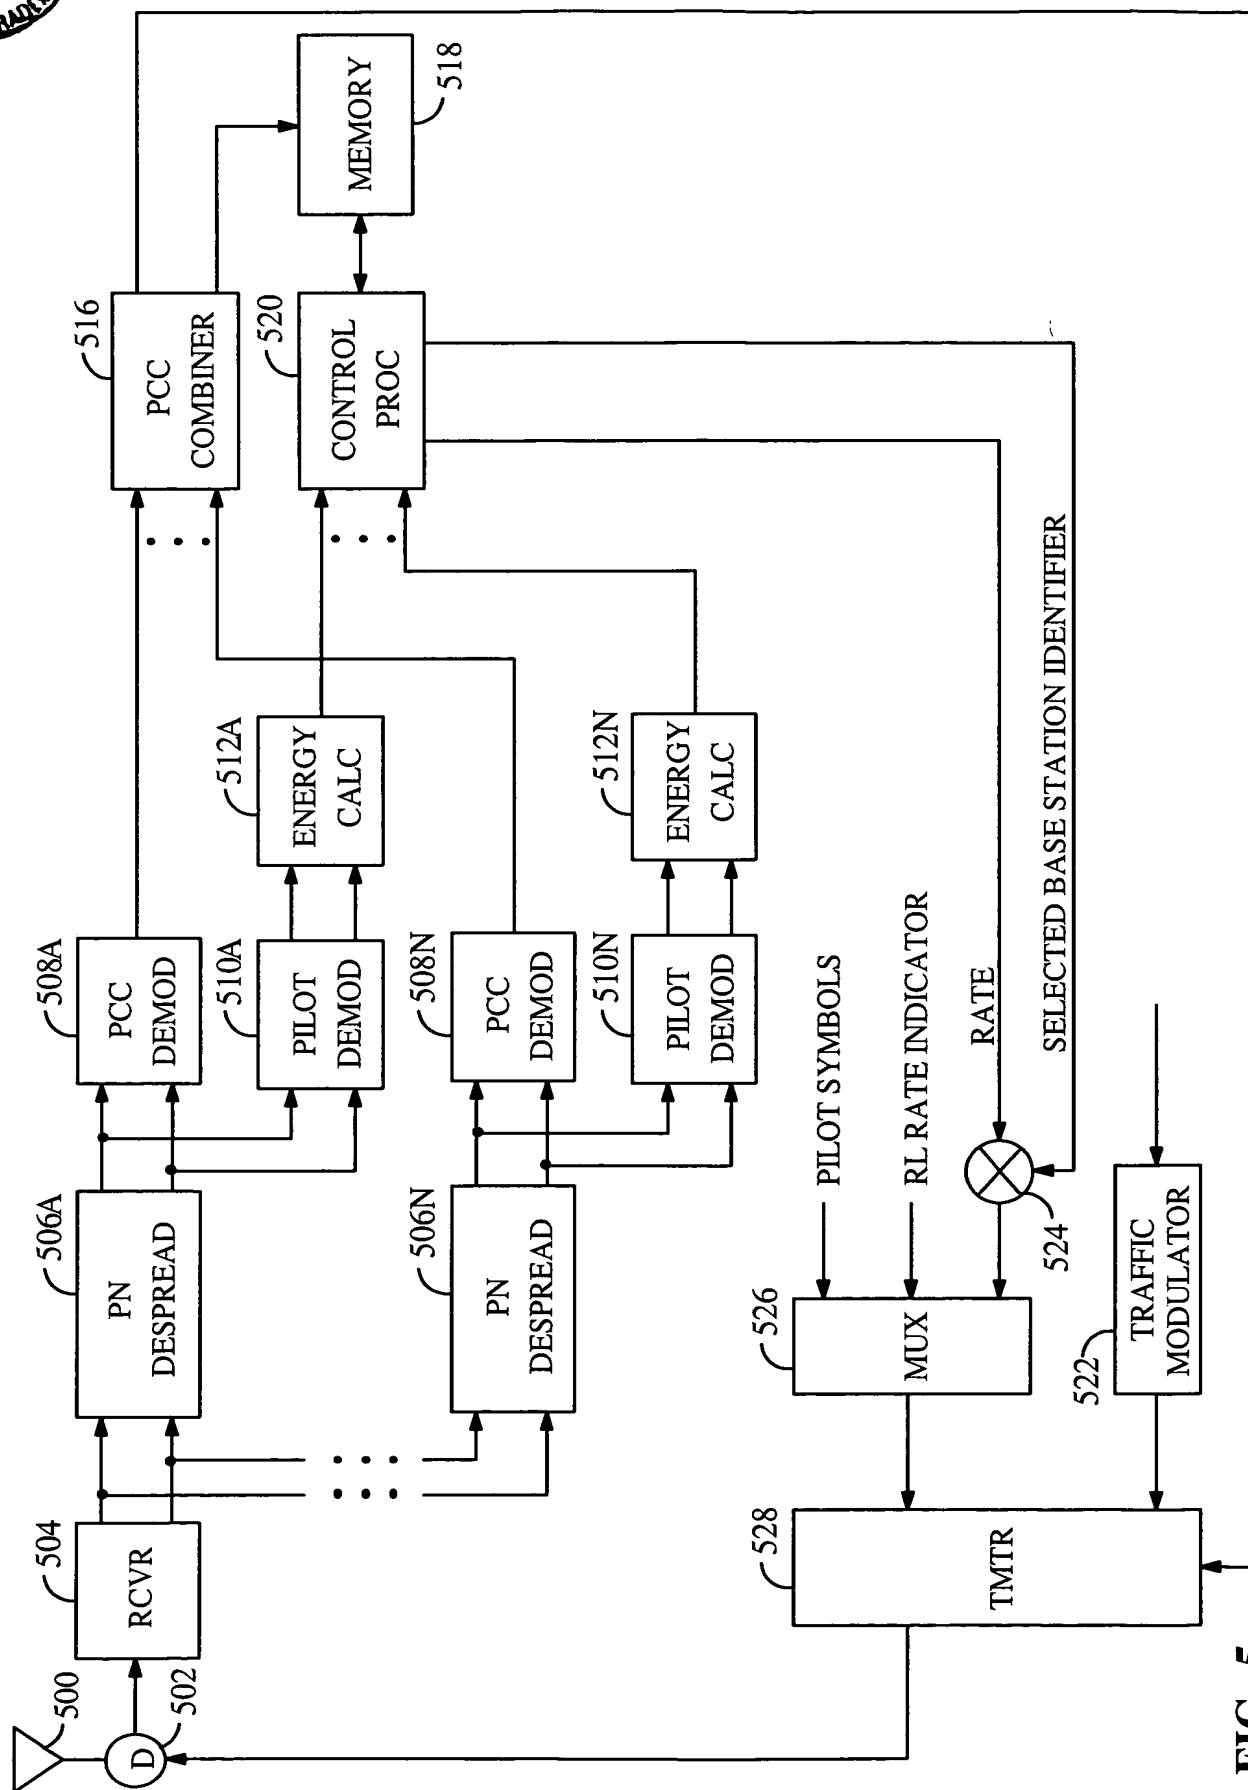 500
D
502
RCVR
504
PN
DESPREAD
506A
PCC
DEMOD
508A
PILOT
DEMOD
510A
ENERGY
CALC
512A
PCC
COMBINER
516
MEMORY
518
CONTROL
PROC
520
PN
DESPREAD
506N
PCC
DEMOD
508N
PILOT
DEMOD
510N
ENERGY
CALC
512N
PILOT SYMBOLS
RL RATE INDICATOR
RATE
SELECTED BASE STATION IDENTIFIER
524
MUX
526
TRAFFIC
MODULATOR
522
TMTR
528
FIG. 5